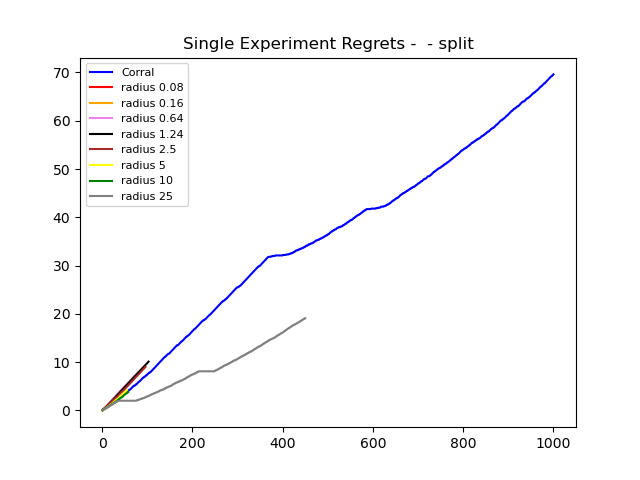 Single Experiment Regrets -  - split
Corral
radius 0.08
radius 0.16
radius 0.64
radius 1.24
radius 2.5
radius 5
radius 10
radius 25
70
60
50
40
30
20
10
0
0 200 400 600 800 1000